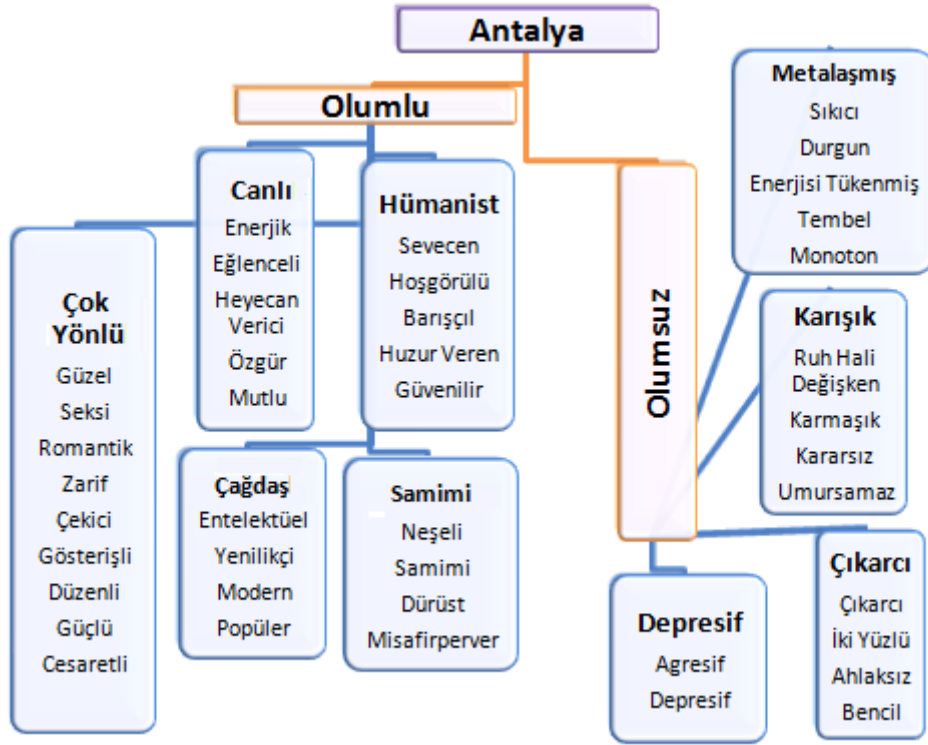 Antalya
Olumlu
Çok
Yönlü
Güzel
Seksi
Romantik
Zarif
Çekici
Gösterişli
Düzenli
Güçlü
Cesaretli
Canlı
Enerjik
Eğlenceli
Heyecan
Verici
Özgür
Mutlu
Hümanist
Sevecen
Hoşgörülü
Barışçıl
Huzur Veren
Güvenilir
Çağdaş
Entelektüel
Yenilikçi
Modern
Popüler
Samimi
Neşeli
Samimi
Dürüst
Misafirperver
Olumsuz
Metalaşmış
Sıkıcı
Durgun
Enerjisi Tükenmiş
Tembel
Monoton
Karışık
Ruh Hali
Değişken
Karmaşık
Kararsız
Umursamaz
Depresif
Agresif
Depresif
Çıkarcı
Çıkarcı
İki Yüzlü
Ahlaksız
Bencil